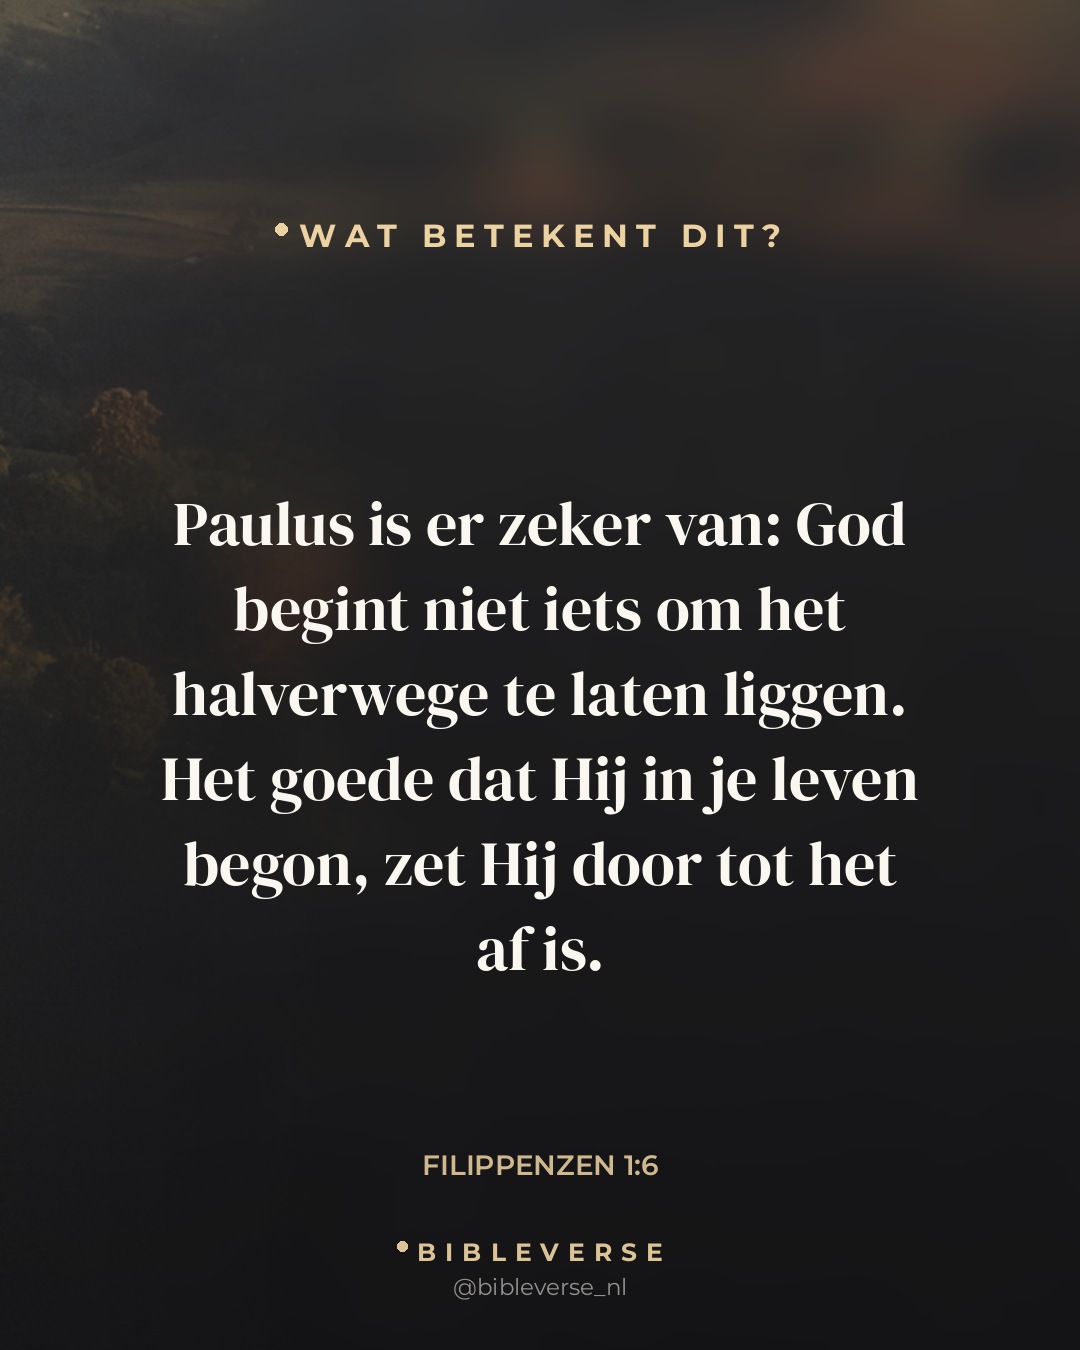 WAT BETEKENT DIT?
Paulus is er zeker van: God
begint niet iets om het
halverwege te laten liggen.
Het goede dat Hij in je leven
begon, zet Hij door tot het
af is.
FILIPPENZEN 1:6
BIBLEVERSE
@bibleverse_nl